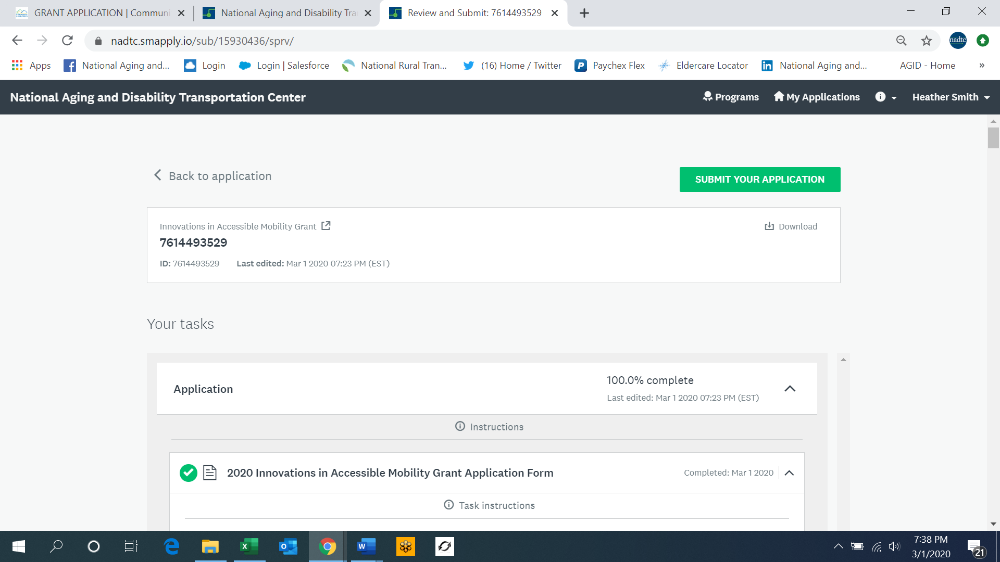 GRANT APPLICATION | Communi
National Aging and Disability Tra
Review and Submit: 7614493529
nadtc.smapply.io/sub/15930436/sprv/
nadtc
Apps
National Aging and...
Login
Login | Salesforce
National Rural Tran...
(16) Home / Twitter
Paychex Flex
Eldercare Locator
National Aging and...
AGID - Home
»
National Aging and Disability Transportation Center
Programs
My Applications
Heather Smith
Back to application
SUBMIT YOUR APPLICATION
Innovations in Accessible Mobility Grant
Download
7614493529
ID: 7614493529 Last edited: Mar 1 2020 07:23 PM (EST)
Your tasks
Application
100.0% complete
Last edited: Mar 1 2020 07:23 PM (EST)
Instructions
2020 Innovations in Accessible Mobility Grant Application Form
Completed: Mar 1 2020
Task instructions
7:38 PM
3/1/2020
21